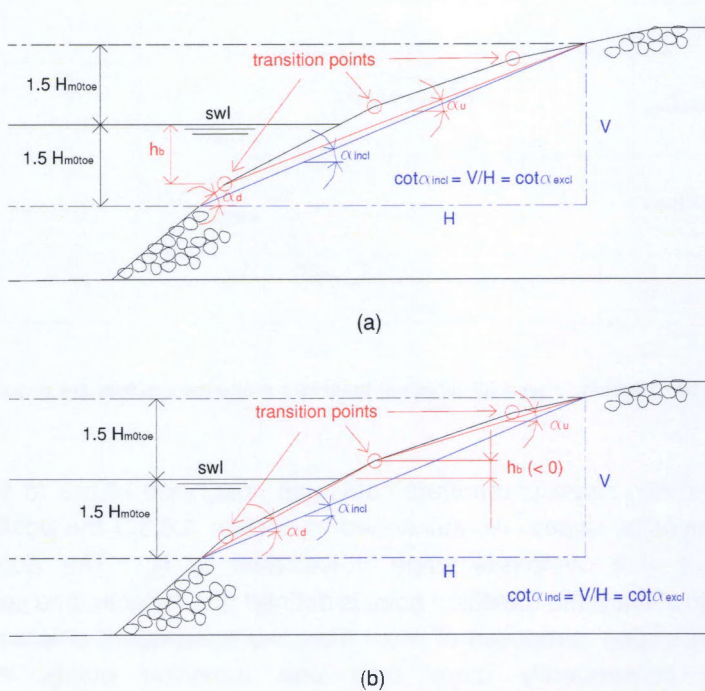 1.5 Hm0toe
transition points
swl
1.5 Hm0toe
hb
αu
αincl
V
αd
cotαincl = V/H = cotαexcl
H
(a)
1.5 Hm0toe
transition points
αu
swl
hb (< 0)
V
1.5 Hm0toe
αincl
αd
H
cotαincl = V/H = cotαexcl
(b)